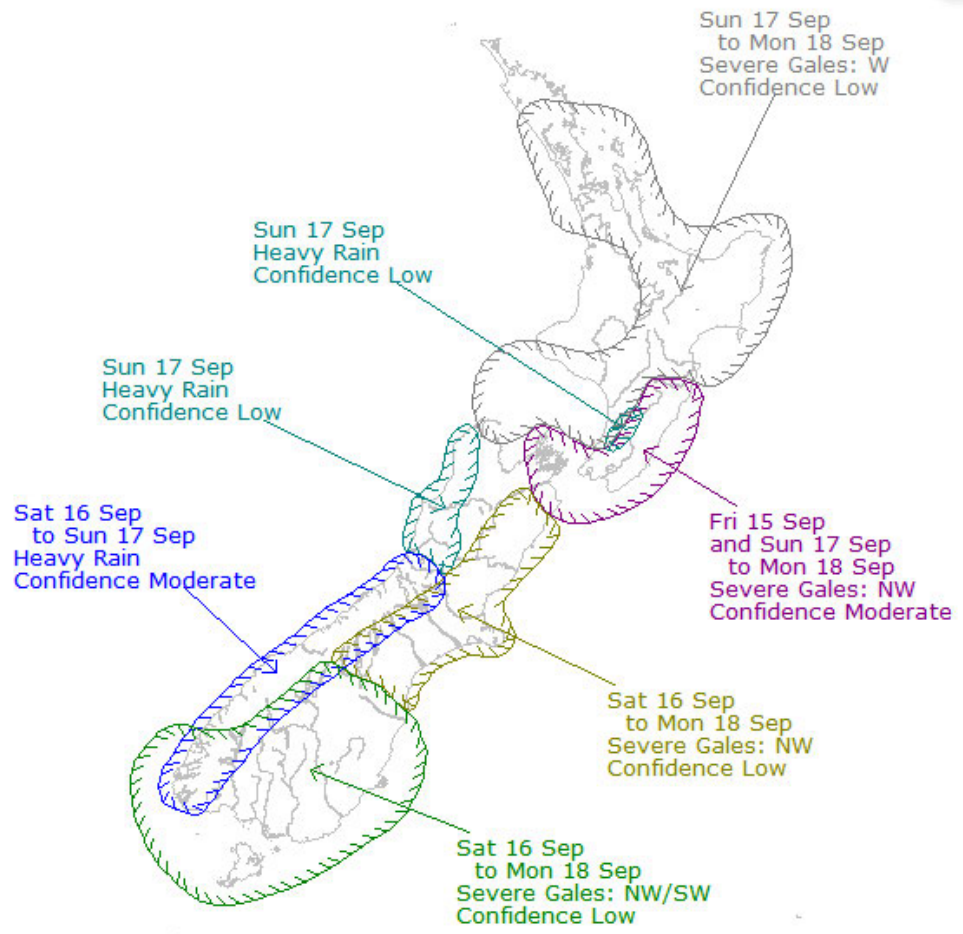 Sun 17 Sep
to Mon 18 Sep
Severe Gales: W
Confidence Low
Sun 17 Sep
Heavy Rain
Confidence Low
Sun 17 Sep
Heavy Rain
Confidence Low
Sat 16 Sep
to Sun 17 Sep
Heavy Rain
Confidence Moderate
Fri 15 Sep
and Sun 17 Sep
to Mon 18 Sep
Severe Gales: NW
Confidence Moderate
Sat 16 Sep
to Mon 18 Sep
Severe Gales: NW
Confidence Low
Sat 16 Sep
to Mon 18 Sep
Severe Gales: NW/SW
Confidence Low